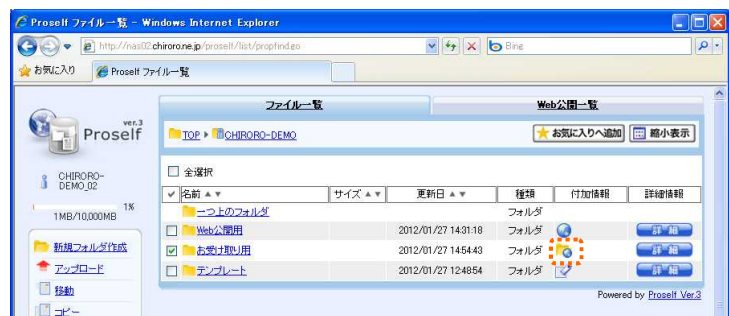 Proself ファイル一覧 - Windows Internet Explorer
http://nas02.chiroro.ne.jp/proself/list/propfind.go
Bing
お気に入り
Proself ファイル一覧
ファイル一覧
Web公開一覧
ver.3
Proself
TOP
CHIRORO-DEMO
お気に入りへ追加
縮小表示
CHIRORO-
DEMO_02
全選択
名前 ▲▼ サイズ ▲▼ 更新日 ▲▼ 種類 付加情報 詳細情報
1%
1MB/10,000MB
一つ上のフォルダ フォルダ
Web公開用 2012/01/27 14:31:18 フォルダ 詳細
お受け取り用 2012/01/27 14:54:43 フォルダ 詳細
テンプレート 2012/01/27 12:48:54 フォルダ 詳細
新規フォルダ作成
アップロード
移動
コピー
Powered by Proself Ver.3